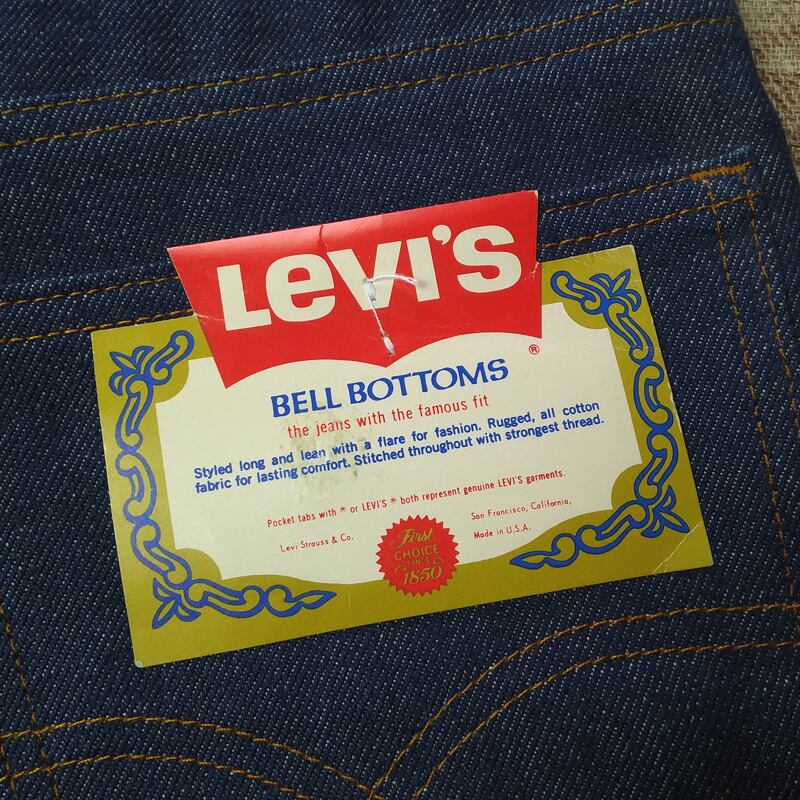 LEVI'S
®
BELL BOTTOMS
the jeans with the famous fit
Styled long and lean with a flare for fashion. Rugged, all cotton
fabric for lasting comfort. Stitched throughout with strongest thread.
Pocket tabs with ® or LEVI'S ® both represent genuine LEVI'S garments.
Levi Strauss & Co.
First
CHOICE
SINCE
1850
San Francisco, California,
Made in U.S.A.